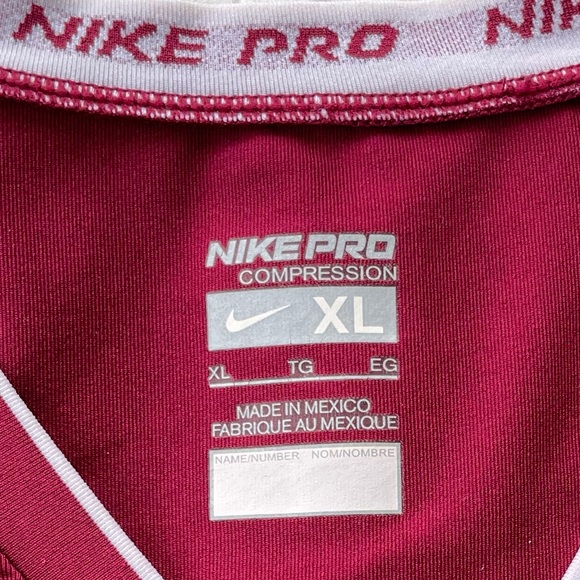 NIKE PRO NIKE
NIKE PRO
COMPRESSION
XL
XL TG EG
MADE IN MEXICO
FABRIQUE AU MEXIQUE
NAME/NUMBER NOM/NOMBRE